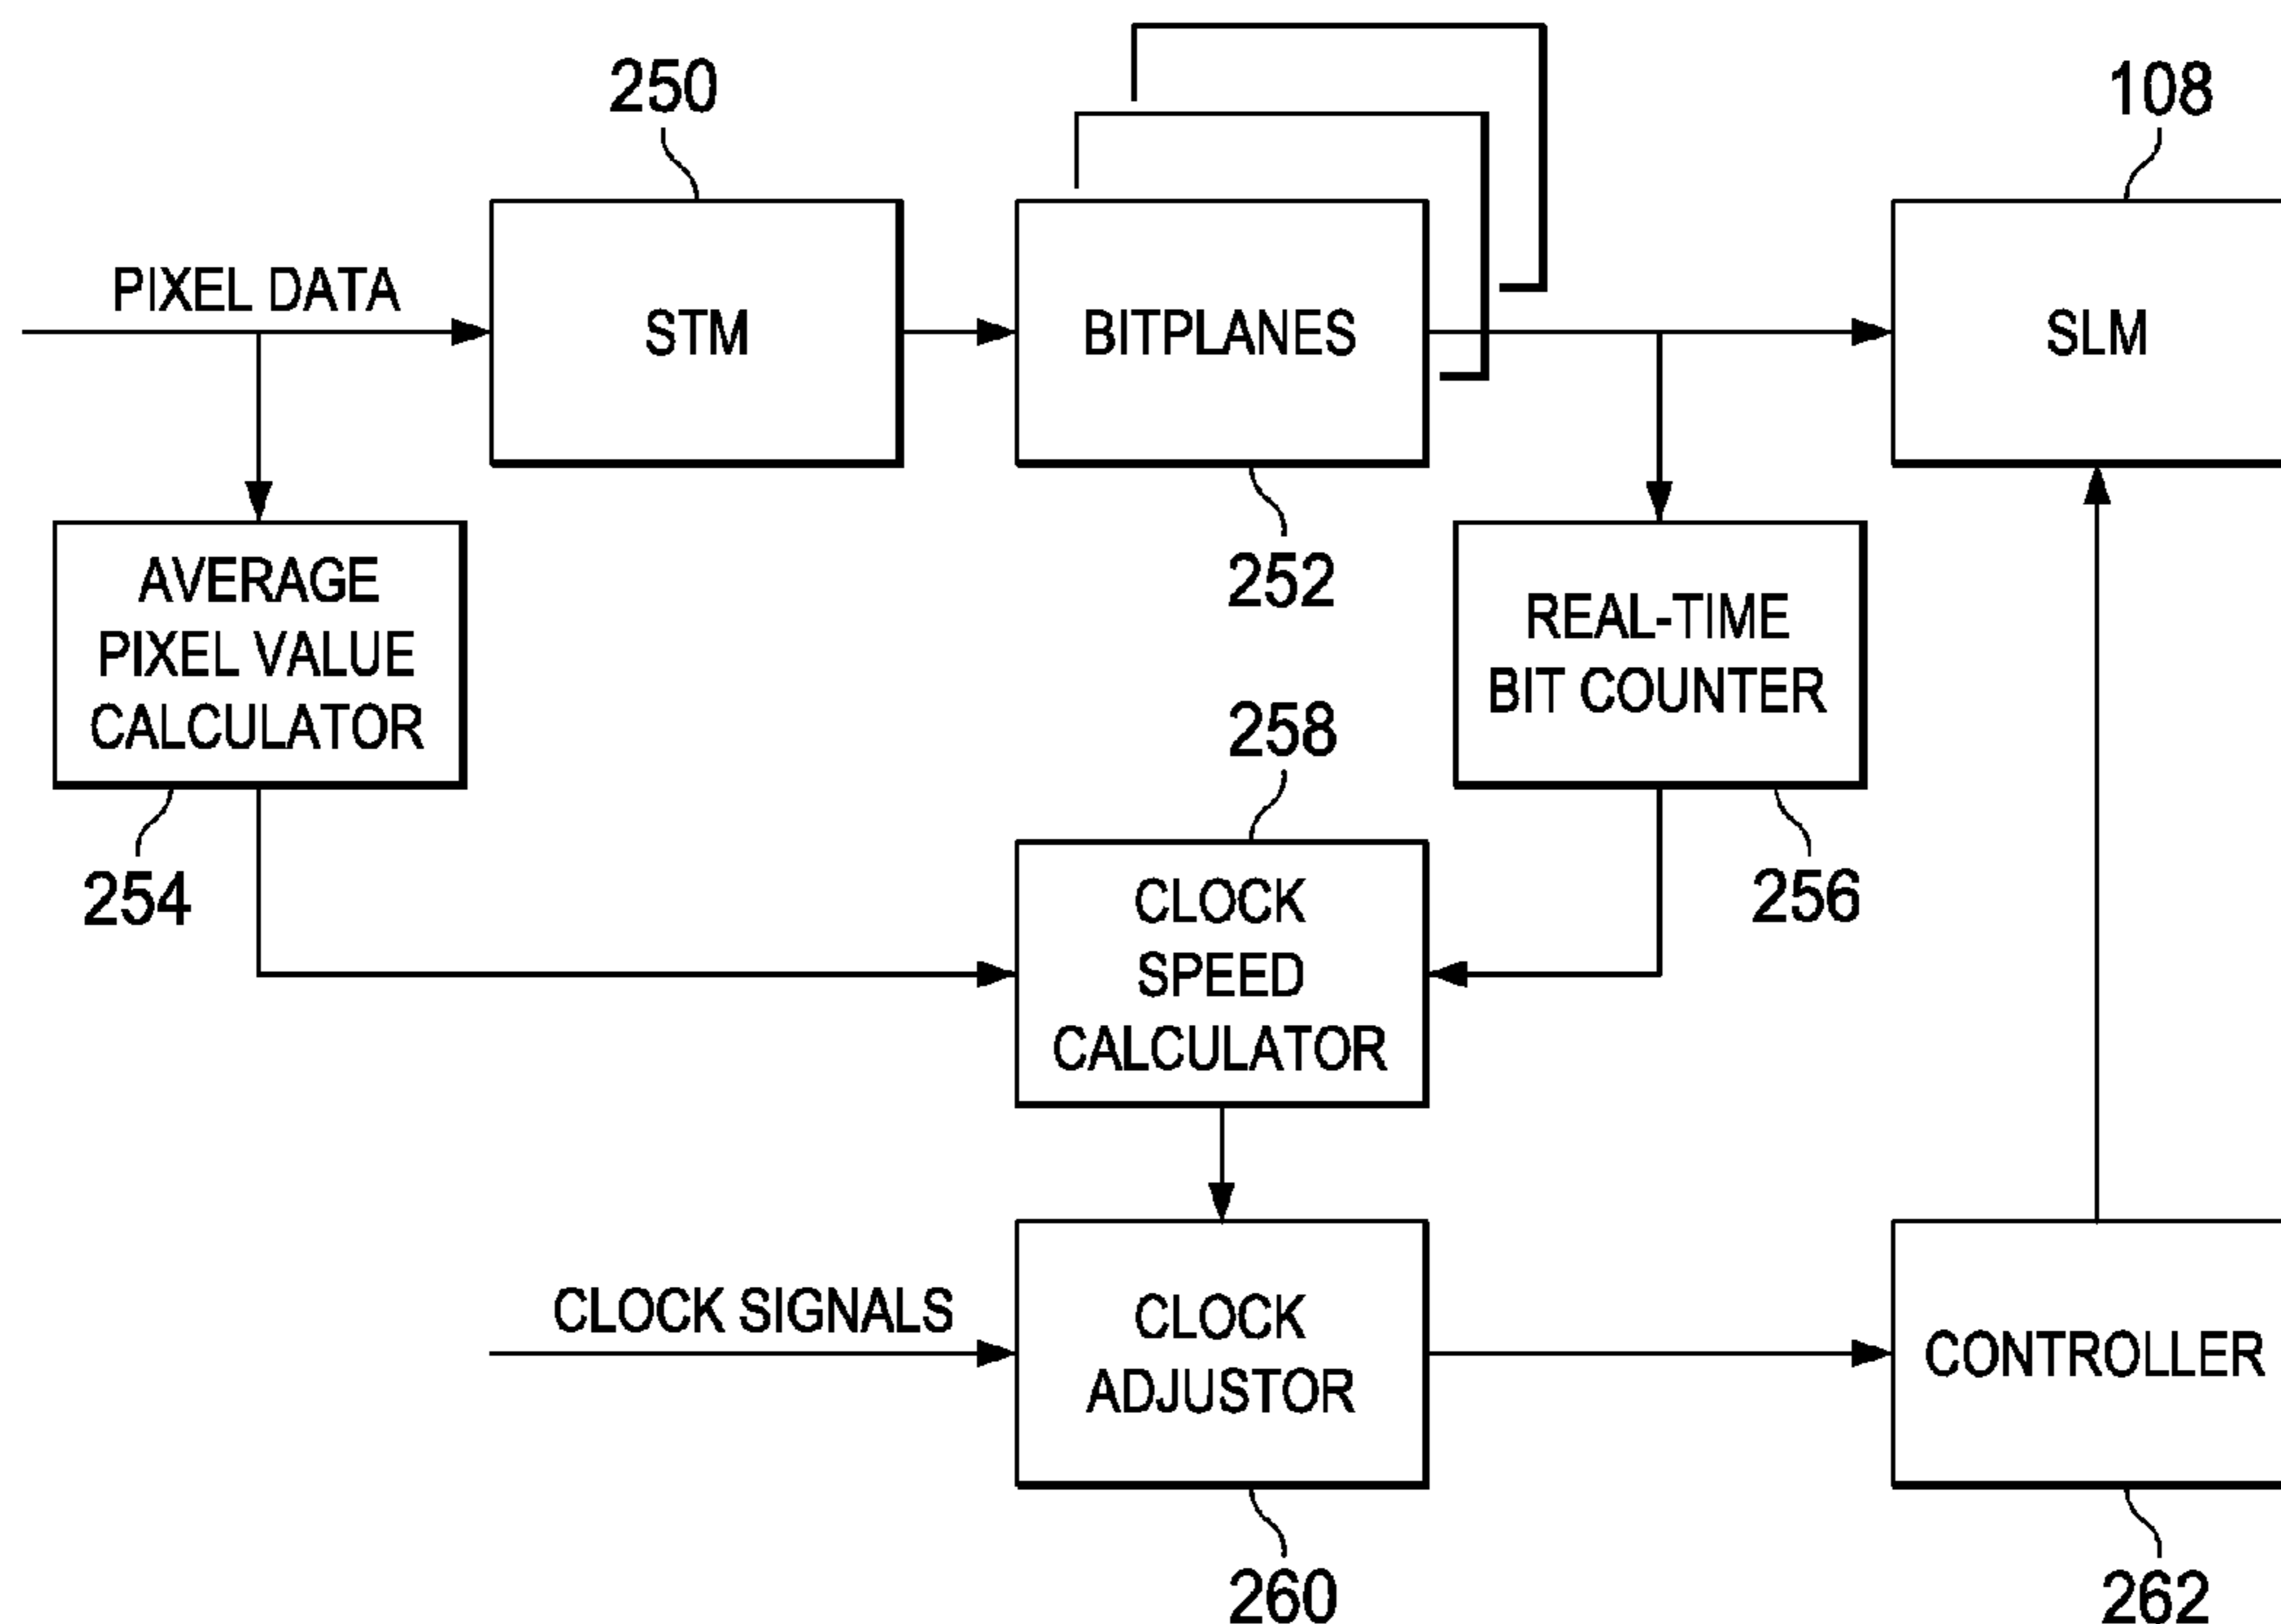 250
108
PIXEL DATA
STM
BITPLANES
SLM
252
AVERAGE
PIXEL VALUE
CALCULATOR
REAL-TIME
BIT COUNTER
254
258
256
CLOCK
SPEED
CALCULATOR
CLOCK SIGNALS
CLOCK
ADJUSTOR
CONTROLLER
260
262